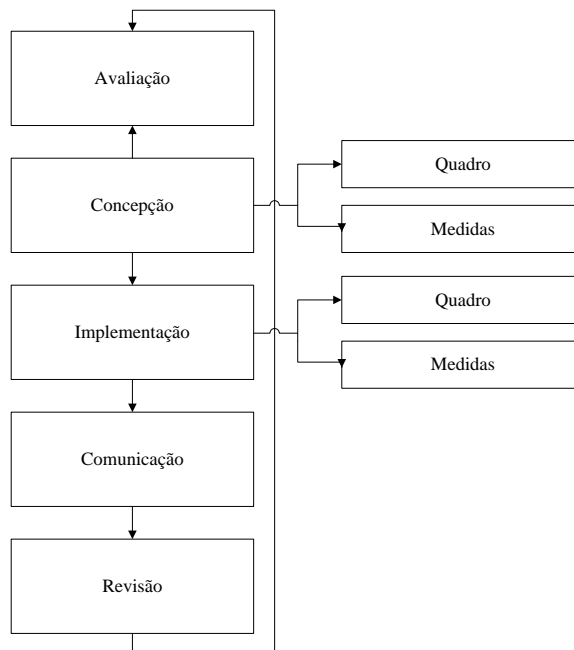 Avaliação
Concepção
Quadro
Medidas
Implementação
Quadro
Medidas
Comunicação
Revisão